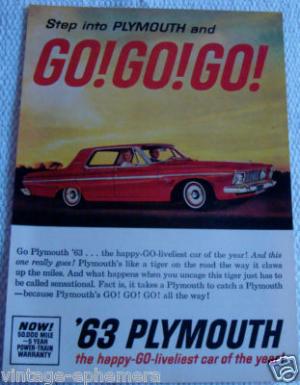 Step into PLYMOUTH and
GO! GO! GO!
Go Plymouth '63 . . . the happy-GO-liveliest car of the year! And this
one really goes! Plymouth's like a tiger on the road the way it claws
up the miles. And what happens when you uncage this tiger just has to
be called sensational. Fact is, it takes a Plymouth to catch a Plymouth
—because Plymouth's GO! GO! GO! all the way!
NOW!
50,000 MILE
— 5 YEAR
POWER-TRAIN
WARRANTY
'63 PLYMOUTH
the happy-GO-liveliest car of the year!
vintage-ephemera